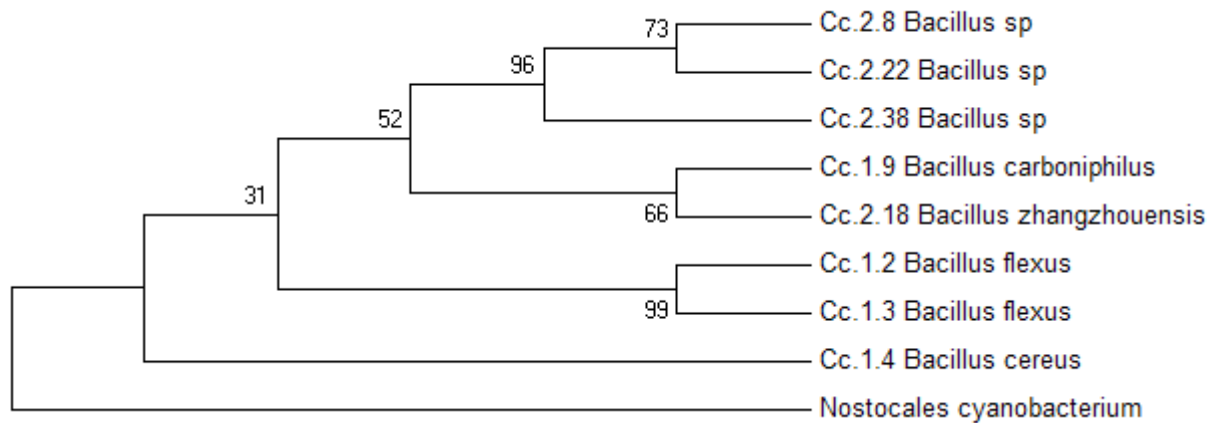 73
Cc.2.8 Bacillus sp
96
Cc.2.22 Bacillus sp
52
Cc.2.38 Bacillus sp
31
Cc.1.9 Bacillus carboniphilus
66
Cc.2.18 Bacillus zhangzhouensis
Cc.1.2 Bacillus flexus
99
Cc.1.3 Bacillus flexus
Cc.1.4 Bacillus cereus
Nostocales cyanobacterium